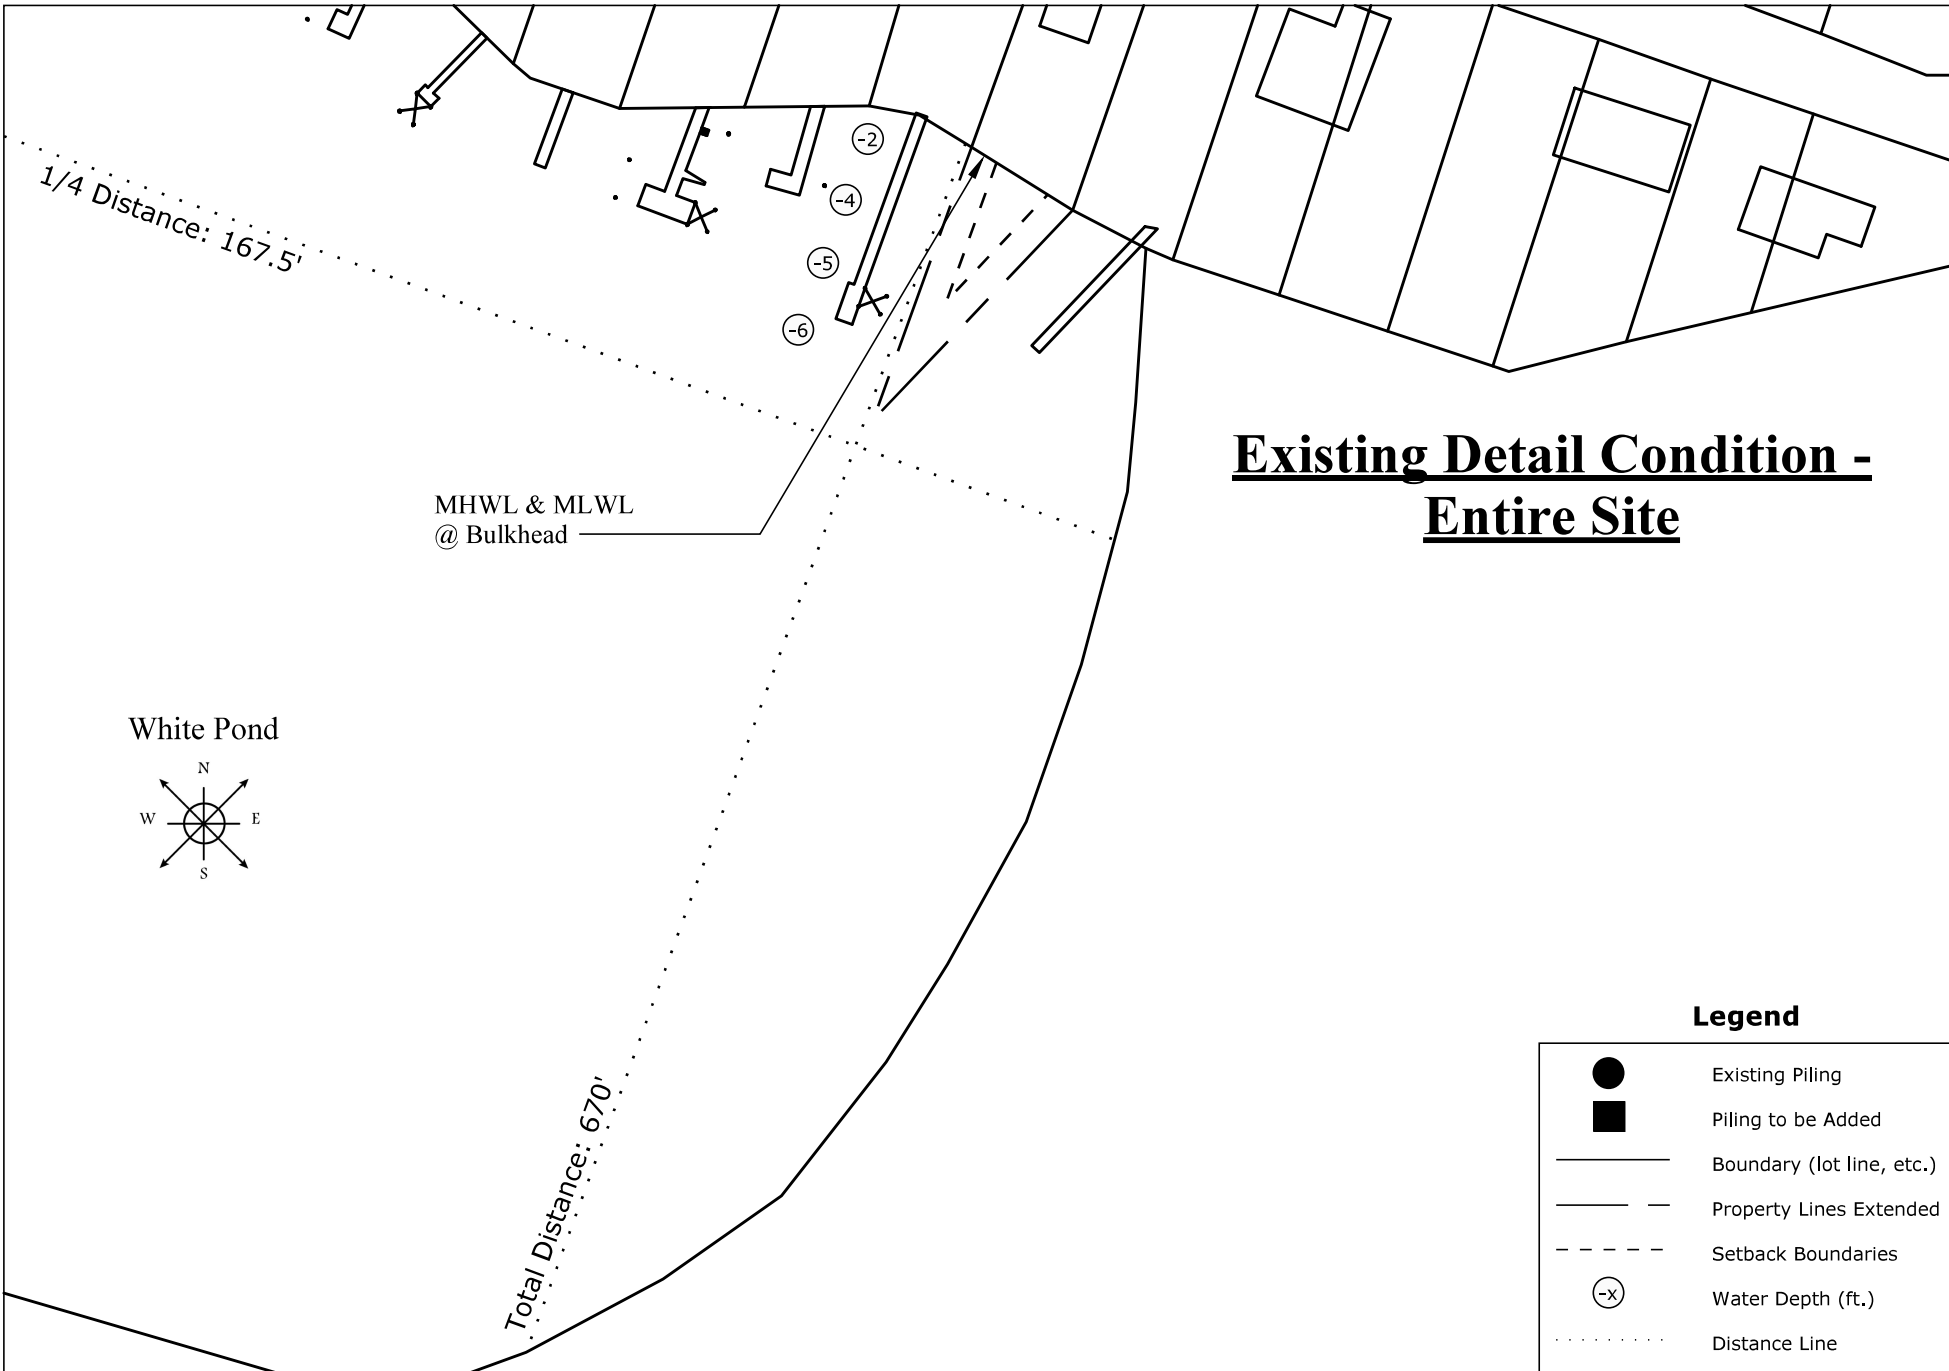 -2
-4
-5
-6
1/4 Distance: 167.5'
MHWL & MLWL
@ Bulkhead
Existing Detail Condition -
Entire Site
White Pond
N
W
E
S
Total Distance: 670'
Legend
Existing Piling
Piling to be Added
Boundary (lot line, etc.)
Property Lines Extended
Setback Boundaries
-x
Water Depth (ft.)
Distance Line